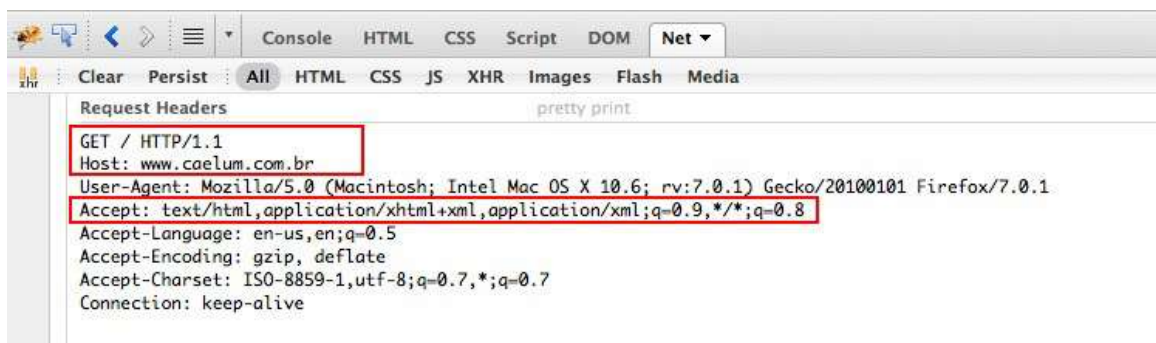 Console HTML CSS Script DOM Net
xhr Clear Persist All HTML CSS JS XHR Images Flash Media
Request Headers pretty print
GET / HTTP/1.1
Host: www.caelum.com.br
User-Agent: Mozilla/5.0 (Macintosh; Intel Mac OS X 10.6; rv:7.0.1) Gecko/20100101 Firefox/7.0.1
Accept: text/html,application/xhtml+xml,application/xml;q=0.9,*/*;q=0.8
Accept-Language: en-us,en;q=0.5
Accept-Encoding: gzip, deflate
Accept-Charset: ISO-8859-1,utf-8;q=0.7,*;q=0.7
Connection: keep-alive